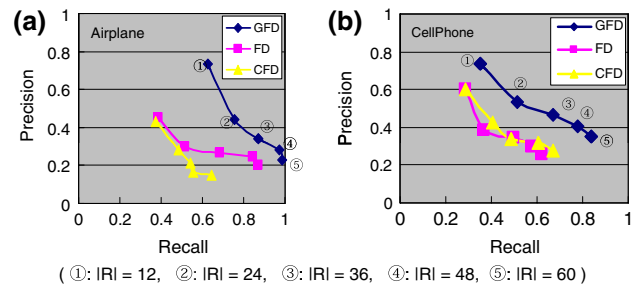 (a)
Airplane
GFD
FD
CFD
Precision
1
0.8
0.6
0.4
0.2
0
①
②
③
④
⑤
0 0.2 0.4 0.6 0.8 1
Recall
(b)
CellPhone
GFD
FD
CFD
Precision
1
0.8
0.6
0.4
0.2
0
①
②
③
④
⑤
0 0.2 0.4 0.6 0.8 1
Recall
( ①: |R| = 12, ②: |R| = 24, ③: |R| = 36, ④: |R| = 48, ⑤: |R| = 60 )